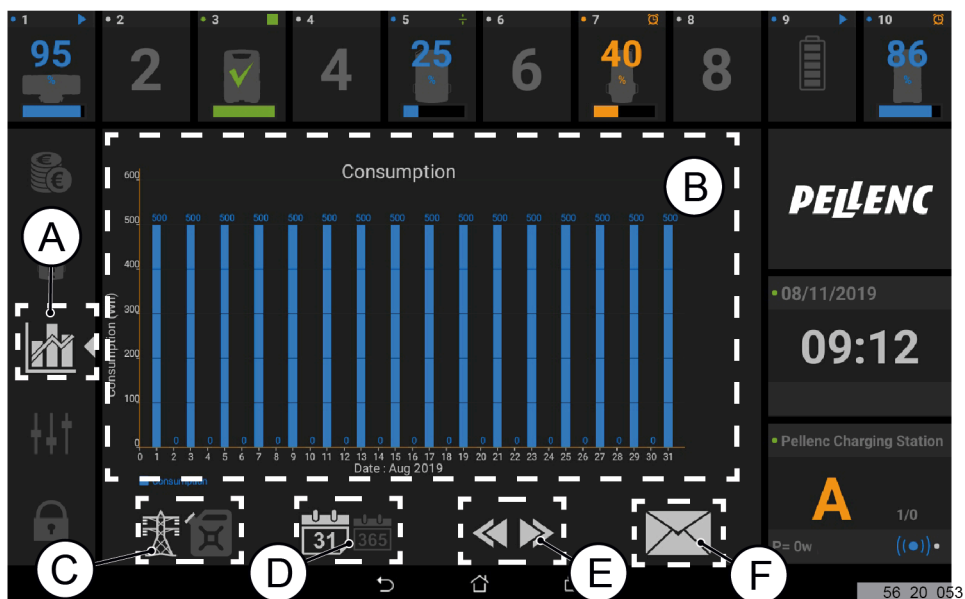 1 2 3 4 5 6 7 8 9 10
95 2 4 25 6 40 8 86
% % % %
Consumption
B
PELLENC
A
600
500
400
300
200
100
0
Consumption (Wh)
500 500 500 500 500 500 500 500 500 500 500 500 500 500 500 500
0 0 0 0 0 0 0 0 0 0 0 0 0 0 0
0 1 2 3 4 5 6 7 8 9 10 11 12 13 14 15 16 17 18 19 20 21 22 23 24 25 26 27 28 29 30 31
Date : Aug 2019
Consumption
08/11/2019
09:12
Pellenc Charging Station
A
1/0
P= 0w
31 365
C
D
E
F
56_20_053